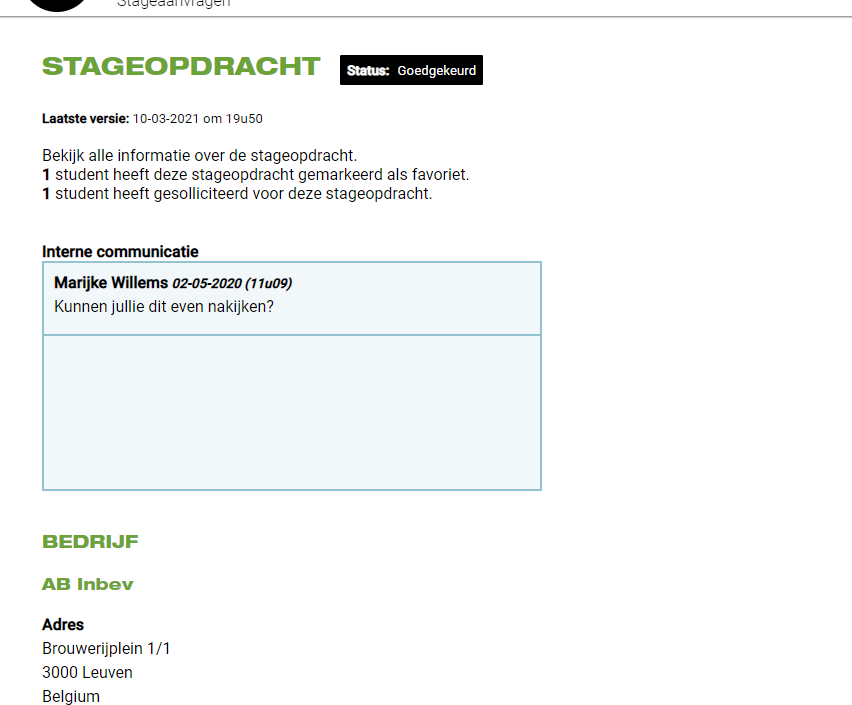 Stageaanvragen
STAGEOPDRACHT
Status: Goedgekeurd
Laatste versie: 10-03-2021 om 19u50
Bekijk alle informatie over de stageopdracht.
1 student heeft deze stageopdracht gemarkeerd als favoriet.
1 student heeft gesolliciteerd voor deze stageopdracht.
Interne communicatie
Marijke Willems 02-05-2020 (11u09)
Kunnen jullie dit even nakijken?
BEDRIJF
AB Inbev
Adres
Brouwerijplein 1/1
3000 Leuven
Belgium